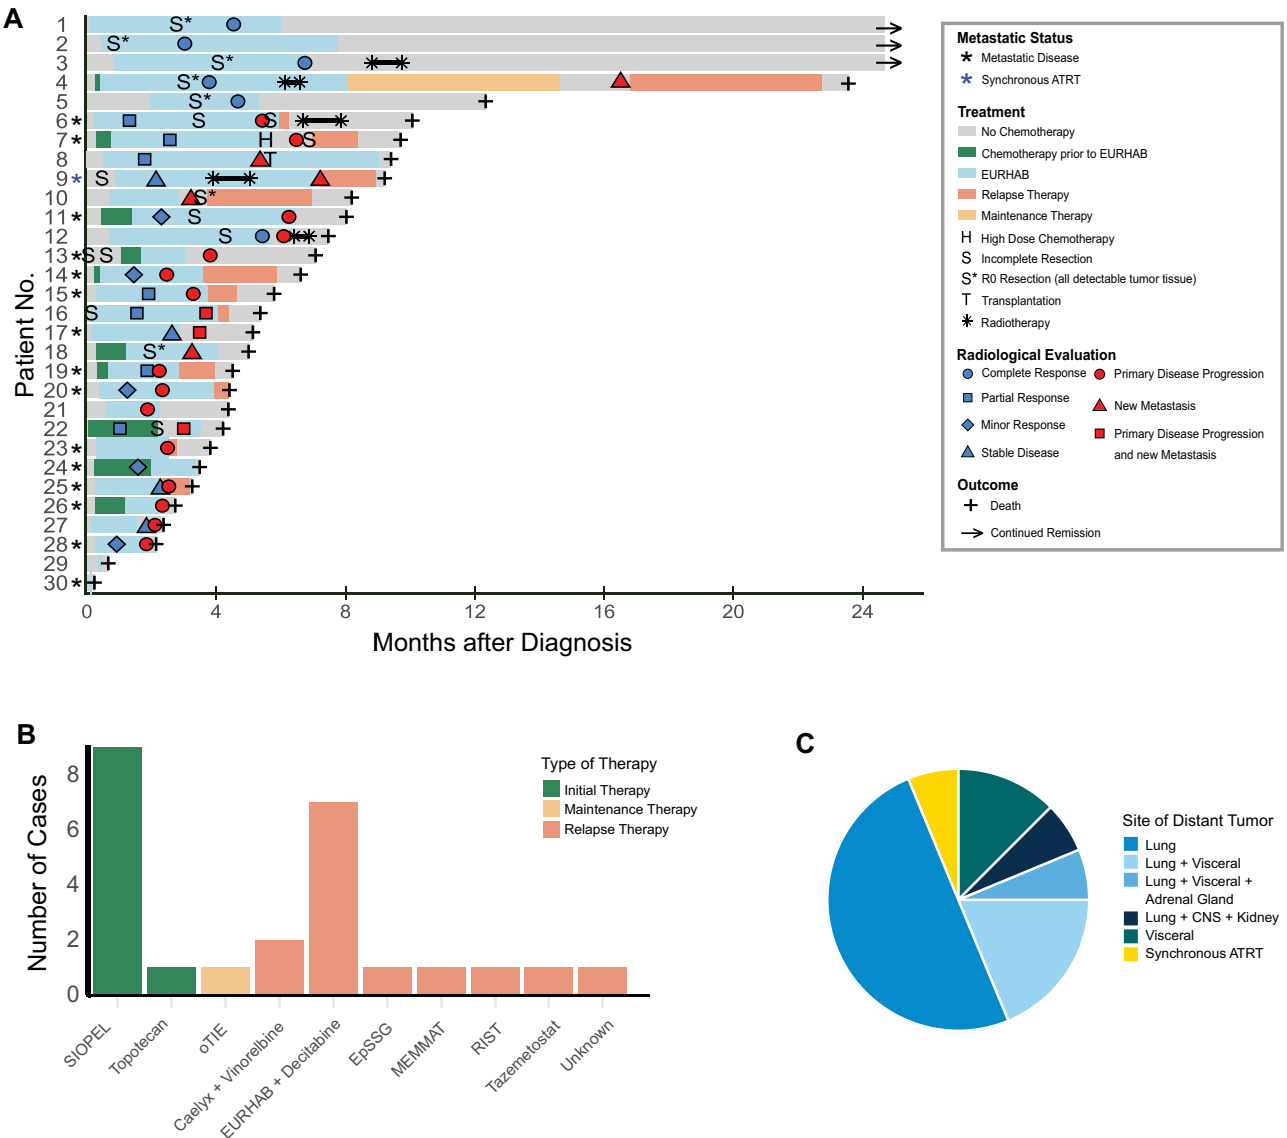 A
1
2
3
4
5
6*
7*
8
9*
10
11*
12
13*
14*
15*
16
17*
18
19*
20*
21
22
23*
24*
25*
26*
27
28*
29
30*
S*
S*
S*
S*
S*
S S
H S
T
S
S*
S
S
S S
S
S*
S
Patient No.
0 4 8 12 16 20 24
Months after Diagnosis
Metastatic Status
* Metastatic Disease
* Synchronous ATRT
Treatment
No Chemotherapy
Chemotherapy prior to EURHAB
EURHAB
Relapse Therapy
Maintenance Therapy
H High Dose Chemotherapy
S Incomplete Resection
S* R0 Resection (all detectable tumor tissue)
T Transplantation
Radiotherapy
Radiological Evaluation
Complete Response
Partial Response
Minor Response
Stable Disease
Primary Disease Progression
New Metastasis
Primary Disease Progression
and new Metastasis
Outcome
Death
Continued Remission
B
Number of Cases
8
6
4
2
0
SIOPEL
Topotecan
oTIE
Caelyx + Vinorelbine
EURHAB + Decitabine
EpSSG
MEMMAT
RIST
Tazemetostat
Unknown
Type of Therapy
Initial Therapy
Maintenance Therapy
Relapse Therapy
C
Site of Distant Tumor
Lung
Lung + Visceral
Lung + Visceral +
Adrenal Gland
Lung + CNS + Kidney
Visceral
Synchronous ATRT